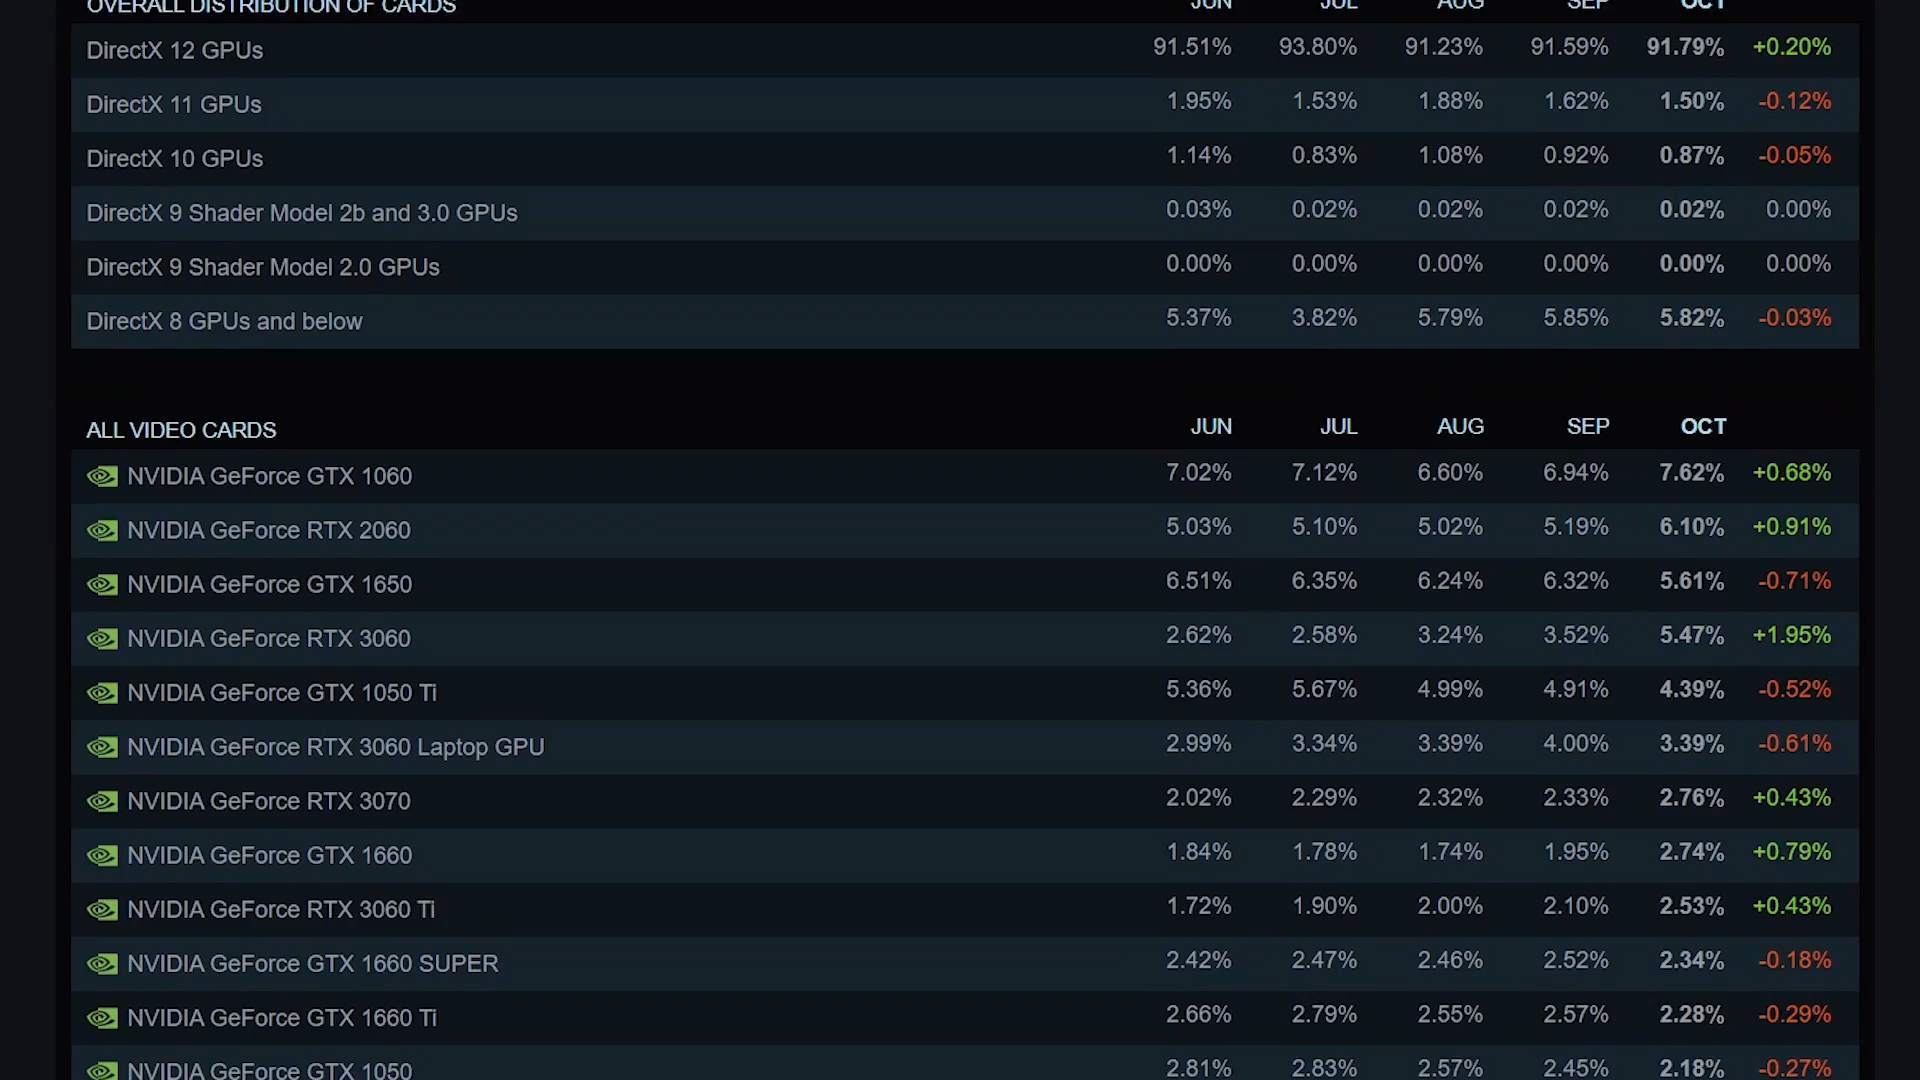 OVERALL DISTRIBUTION OF CARDS JUN JUL AUG SEP OCT
DirectX 12 GPUs 91.51% 93.80% 91.23% 91.59% 91.79% +0.20%
DirectX 11 GPUs 1.95% 1.53% 1.88% 1.62% 1.50% -0.12%
DirectX 10 GPUs 1.14% 0.83% 1.08% 0.92% 0.87% -0.05%
DirectX 9 Shader Model 2b and 3.0 GPUs 0.03% 0.02% 0.02% 0.02% 0.02% 0.00%
DirectX 9 Shader Model 2.0 GPUs 0.00% 0.00% 0.00% 0.00% 0.00% 0.00%
DirectX 8 GPUs and below 5.37% 3.82% 5.79% 5.85% 5.82% -0.03%
ALL VIDEO CARDS JUN JUL AUG SEP OCT
NVIDIA GeForce GTX 1060 7.02% 7.12% 6.60% 6.94% 7.62% +0.68%
NVIDIA GeForce RTX 2060 5.03% 5.10% 5.02% 5.19% 6.10% +0.91%
NVIDIA GeForce GTX 1650 6.51% 6.35% 6.24% 6.32% 5.61% -0.71%
NVIDIA GeForce RTX 3060 2.62% 2.58% 3.24% 3.52% 5.47% +1.95%
NVIDIA GeForce GTX 1050 Ti 5.36% 5.67% 4.99% 4.91% 4.39% -0.52%
NVIDIA GeForce RTX 3060 Laptop GPU 2.99% 3.34% 3.39% 4.00% 3.39% -0.61%
NVIDIA GeForce RTX 3070 2.02% 2.29% 2.32% 2.33% 2.76% +0.43%
NVIDIA GeForce GTX 1660 1.84% 1.78% 1.74% 1.95% 2.74% +0.79%
NVIDIA GeForce RTX 3060 Ti 1.72% 1.90% 2.00% 2.10% 2.53% +0.43%
NVIDIA GeForce GTX 1660 SUPER 2.42% 2.47% 2.46% 2.52% 2.34% -0.18%
NVIDIA GeForce GTX 1660 Ti 2.66% 2.79% 2.55% 2.57% 2.28% -0.29%
NVIDIA GeForce GTX 1050 2.81% 2.83% 2.57% 2.45% 2.18% -0.27%